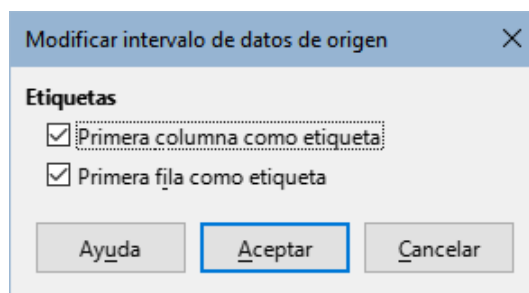 Modificar intervalo de datos de origen
Etiquetas
Primera columna como etiqueta
Primera fila como etiqueta
Ayuda Aceptar Cancelar